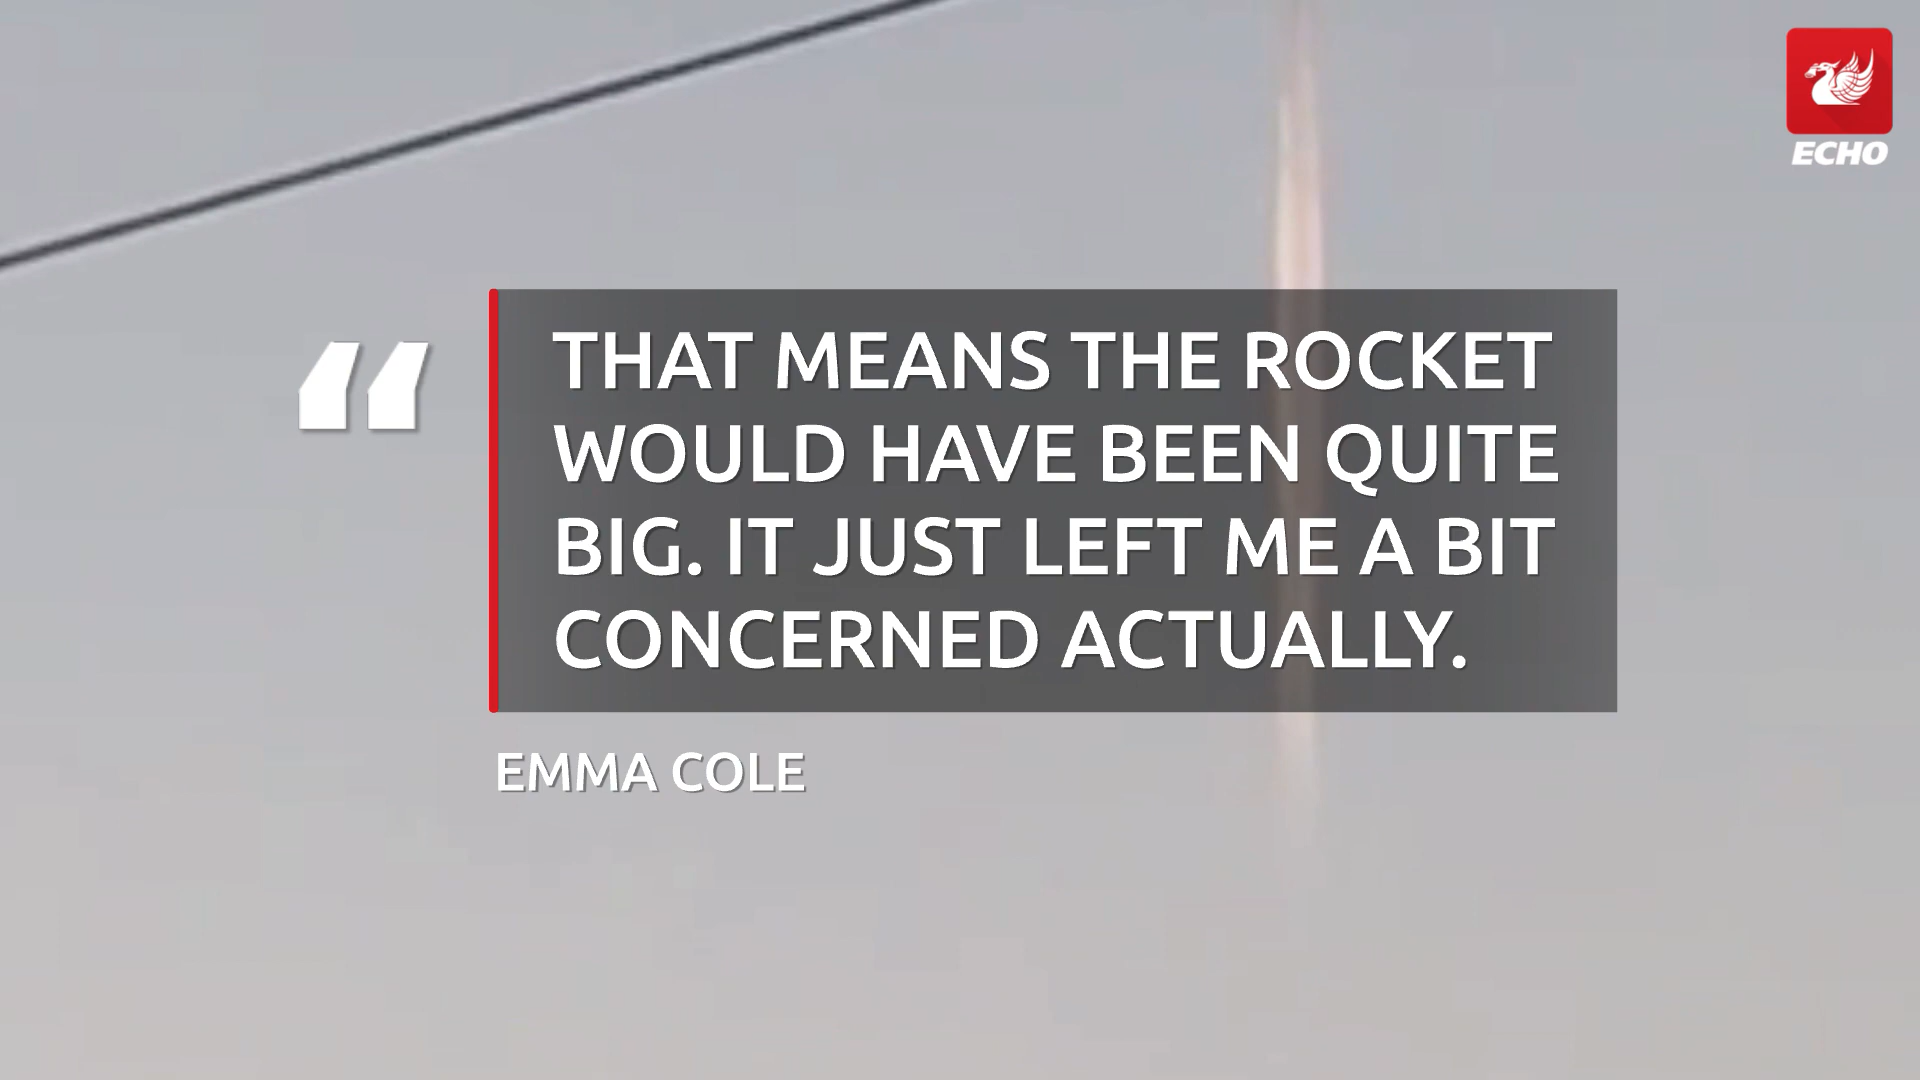 ECHO
“
THAT MEANS THE ROCKET
WOULD HAVE BEEN QUITE
BIG. IT JUST LEFT ME A BIT
CONCERNED ACTUALLY.
EMMA COLE